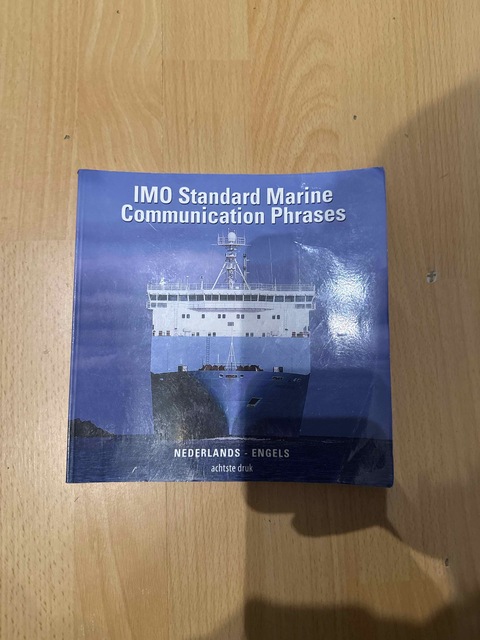 IMO Standard Marine
Communication Phrases
NEDERLANDS - ENGELS
achtste druk